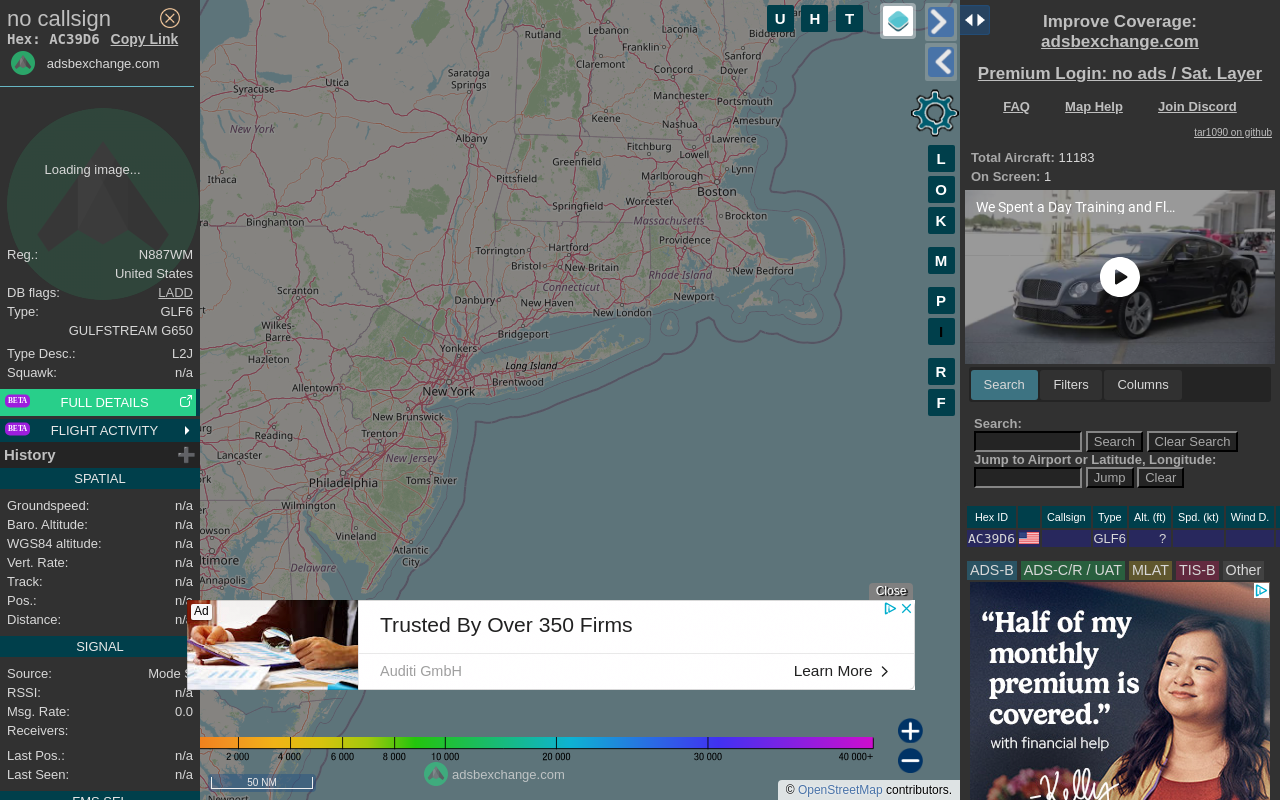 no callsign
Hex: AC39D6 Copy Link
adsbexchange.com
Loading image...
Reg.: N887WM
United States
DB flags: LADD
Type: GLF6
GULFSTREAM G650
Type Desc.: L2J
Squawk: n/a
BETA FULL DETAILS
BETA FLIGHT ACTIVITY
History
SPATIAL
Groundspeed: n/a
Baro. Altitude: n/a
WGS84 altitude: n/a
Vert. Rate: n/a
Track: n/a
Pos.: n/a
Distance: n/a
SIGNAL
Source: Mode S
RSSI: n/a
Msg. Rate: 0.0
Receivers:
Last Pos.: n/a
Last Seen: n/a
FMS SEL
U H T
L
O
K
M
P
I
R
F
Rutland
Lebanon
Laconia
Franklin
Biddeford
Claremont
Sanford
Concord
Dover
Saratoga
Springs
Utica
Syracuse
Manchester
Portsmouth
Keene
Amesbury
Nashua
New York
Albany
Lawrence
Fitchburg
Lowell
Greenfield
Lynn
Ithaca
Pittsfield
Marlborough
Boston
Worcester
Springfield
Massachusetts
Brockton
Binghamton
Providence
Hartford
Torrington
Bristol
New Britain
New Bedford
Rhode Island
Connecticut
Scranton
Danbury
New Haven
Newport
New London
Wilkes-
Barre
Bridgeport
Yonkers
Hazleton
Long Island
Brentwood
Allentown
New York
New Brunswick
Reading
Trenton
Lancaster
New Jersey
Philadelphia
Toms River
Wilmington
Vineland
Atlantic
City
Annapolis
Delaware
Close
Ad
Trusted By Over 350 Firms
Auditi GmbH
Learn More
2 000 4 000 6 000 8 000 10 000 20 000 30 000 40 000+
adsbexchange.com
50 NM
Newport
© OpenStreetMap contributors.
Improve Coverage:
adsbexchange.com
Premium Login: no ads / Sat. Layer
FAQ Map Help Join Discord
tar1090 on github
Total Aircraft: 11183
On Screen: 1
We Spent a Day Training and Fl...
Search Filters Columns
Search:
Search Clear Search
Jump to Airport or Latitude, Longitude:
Jump Clear
Hex ID Callsign Type Alt. (ft) Spd. (kt) Wind D.
AC39D6 GLF6 ?
ADS-B ADS-C/R / UAT MLAT TIS-B Other
“Half of my
monthly
premium is
covered.”
with financial help
-Kelly